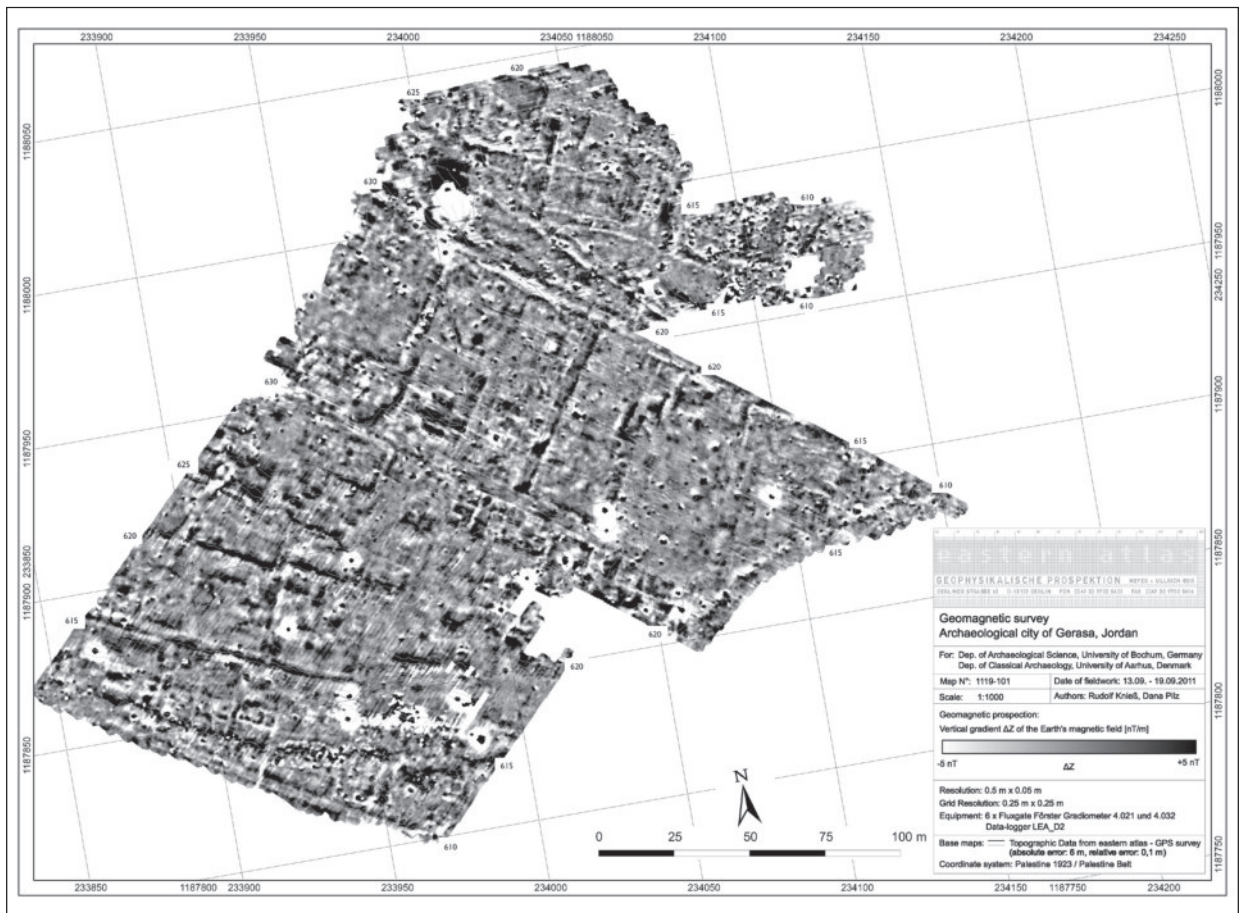 233900 233950 234000 234050 1188050 234100 234150 234200 234250
1188000
1188050
620
625
630
615
610
1187950
234250
1188000
610
615
620
620
630
1187900
1187950
615
625
610
620
615
1187850
233850
1187900
615
620
620
eastern atlas
GEOPHYSIKALISCHE PROSPEKTION
Geomagnetic survey
Archaeological city of Gerasa, Jordan
For: Dep. of Archaeological Science, University of Bochum, Germany
Dep. of Classical Archaeology, University of Aarhus, Denmark
Map N°: 1119-101 Date of fieldwork: 13.09. - 19.09.2011
Scale: 1:1000 Authors: Rudolf Knieß, Dana Pilz
1187800
Geomagnetic prospection:
Vertical gradient ΔZ of the Earth's magnetic field [nT/m]
-5 nT ΔZ +5 nT
1187850
615
N
Resolution: 0.5 m x 0.05 m
Grid Resolution: 0.25 m x 0.25 m
Equipment: 6 x Fluxgate Förster Gradiometer 4.021 und 4.032
Data-logger LEA_D2
0 25 50 75 100 m
610
Base maps: Topographic Data from eastern atlas - GPS survey
(absolute error: 6 m, relative error: 0,1 m)
Coordinate system: Palestine 1923 / Palestine Belt
1187750
233850 1187800 233900 233950 234000 234050 234100 234150 1187750 234200